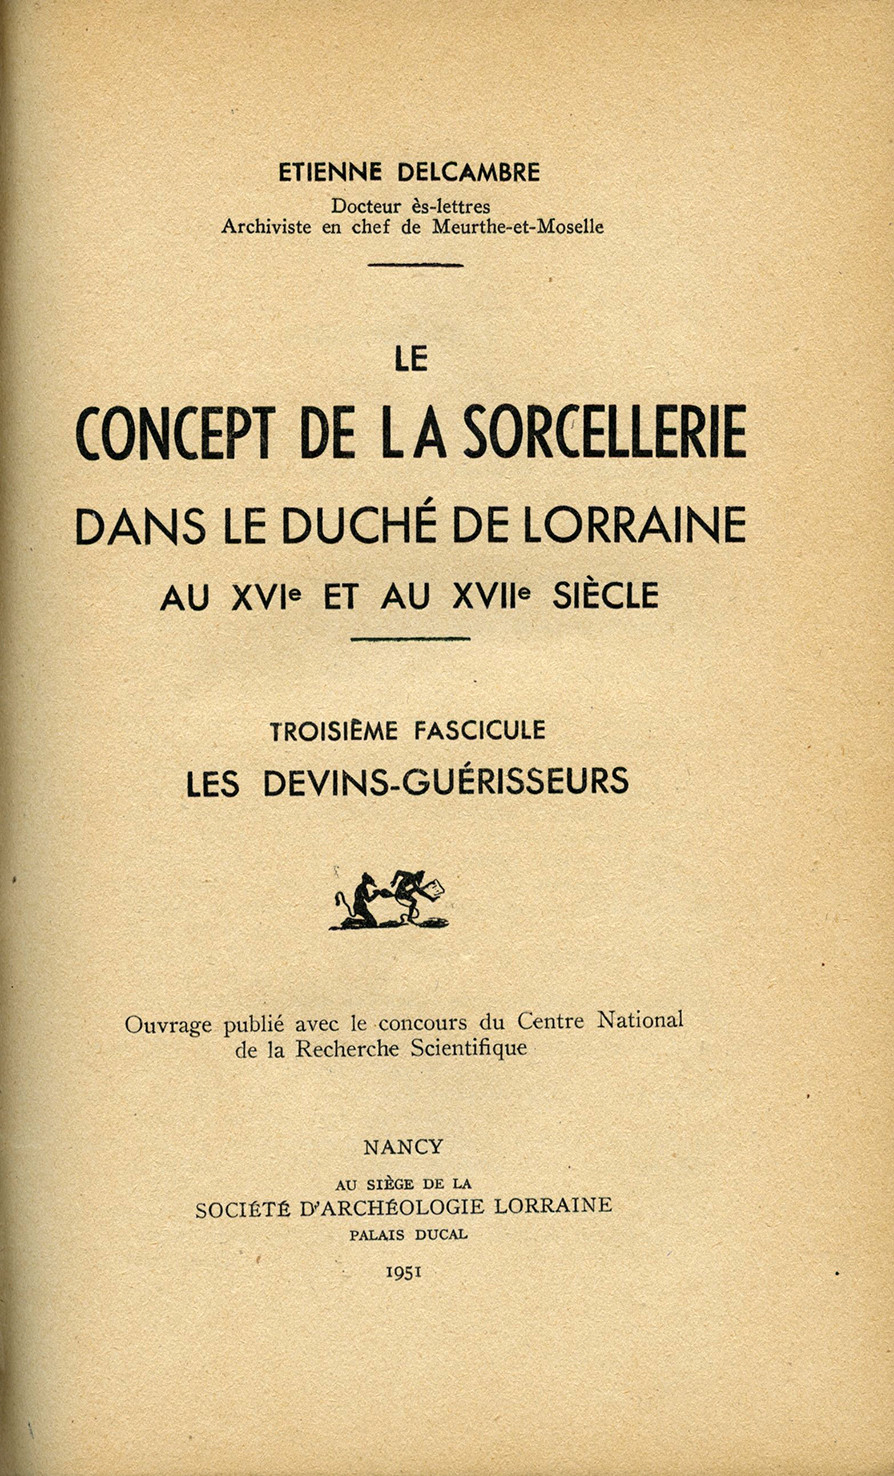 ETIENNE DELCAMBRE
Docteur ès-lettres
Archiviste en chef de Meurthe-et-Moselle
LE
CONCEPT DE LA SORCELLERIE
DANS LE DUCHÉ DE LORRAINE
AU XVIe ET AU XVIIe SIÈCLE
TROISIÈME FASCICULE
LES DEVINS-GUÉRISSEURS
Ouvrage publié avec le concours du Centre National
de la Recherche Scientifique
NANCY
AU SIÈGE DE LA
SOCIÉTÉ D'ARCHÉOLOGIE LORRAINE
PALAIS DUCAL
1951